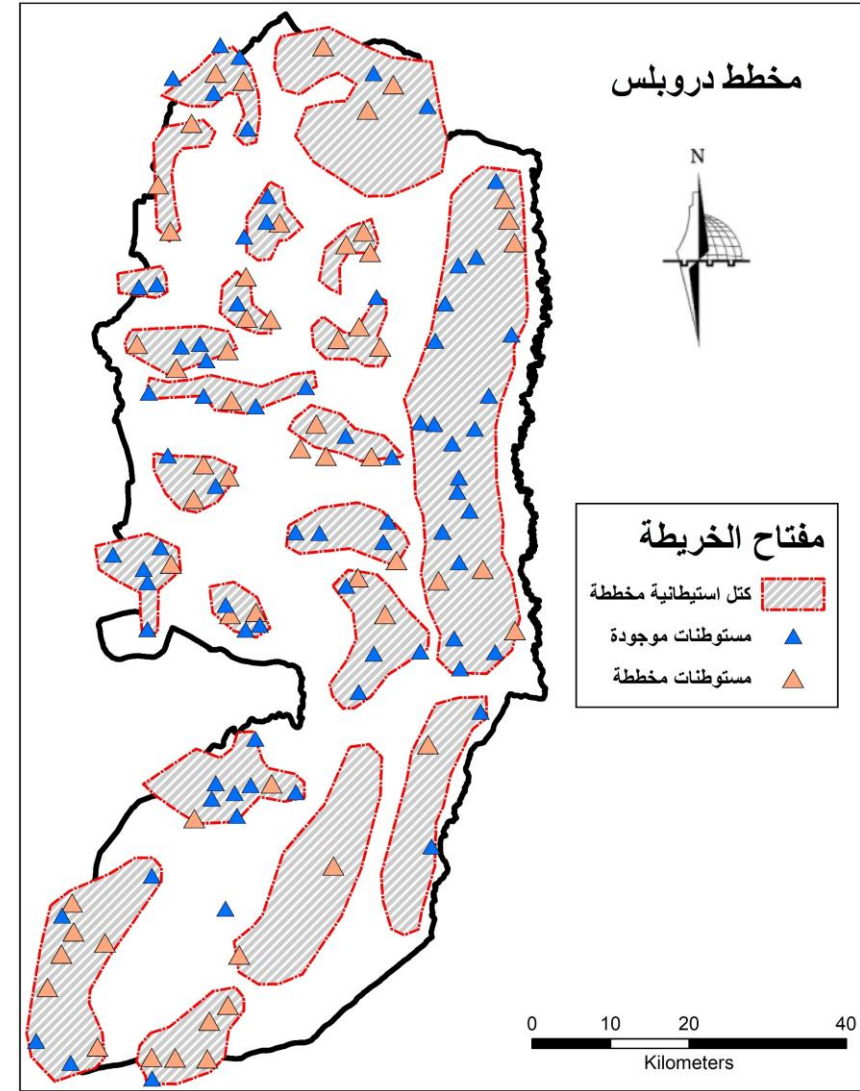 مخطط دروبلس
N
مفتاح الخريطة
كتل استيطانية مخططة
مستوطنات موجودة
مستوطنات مخططة
0 10 20 40
Kilometers